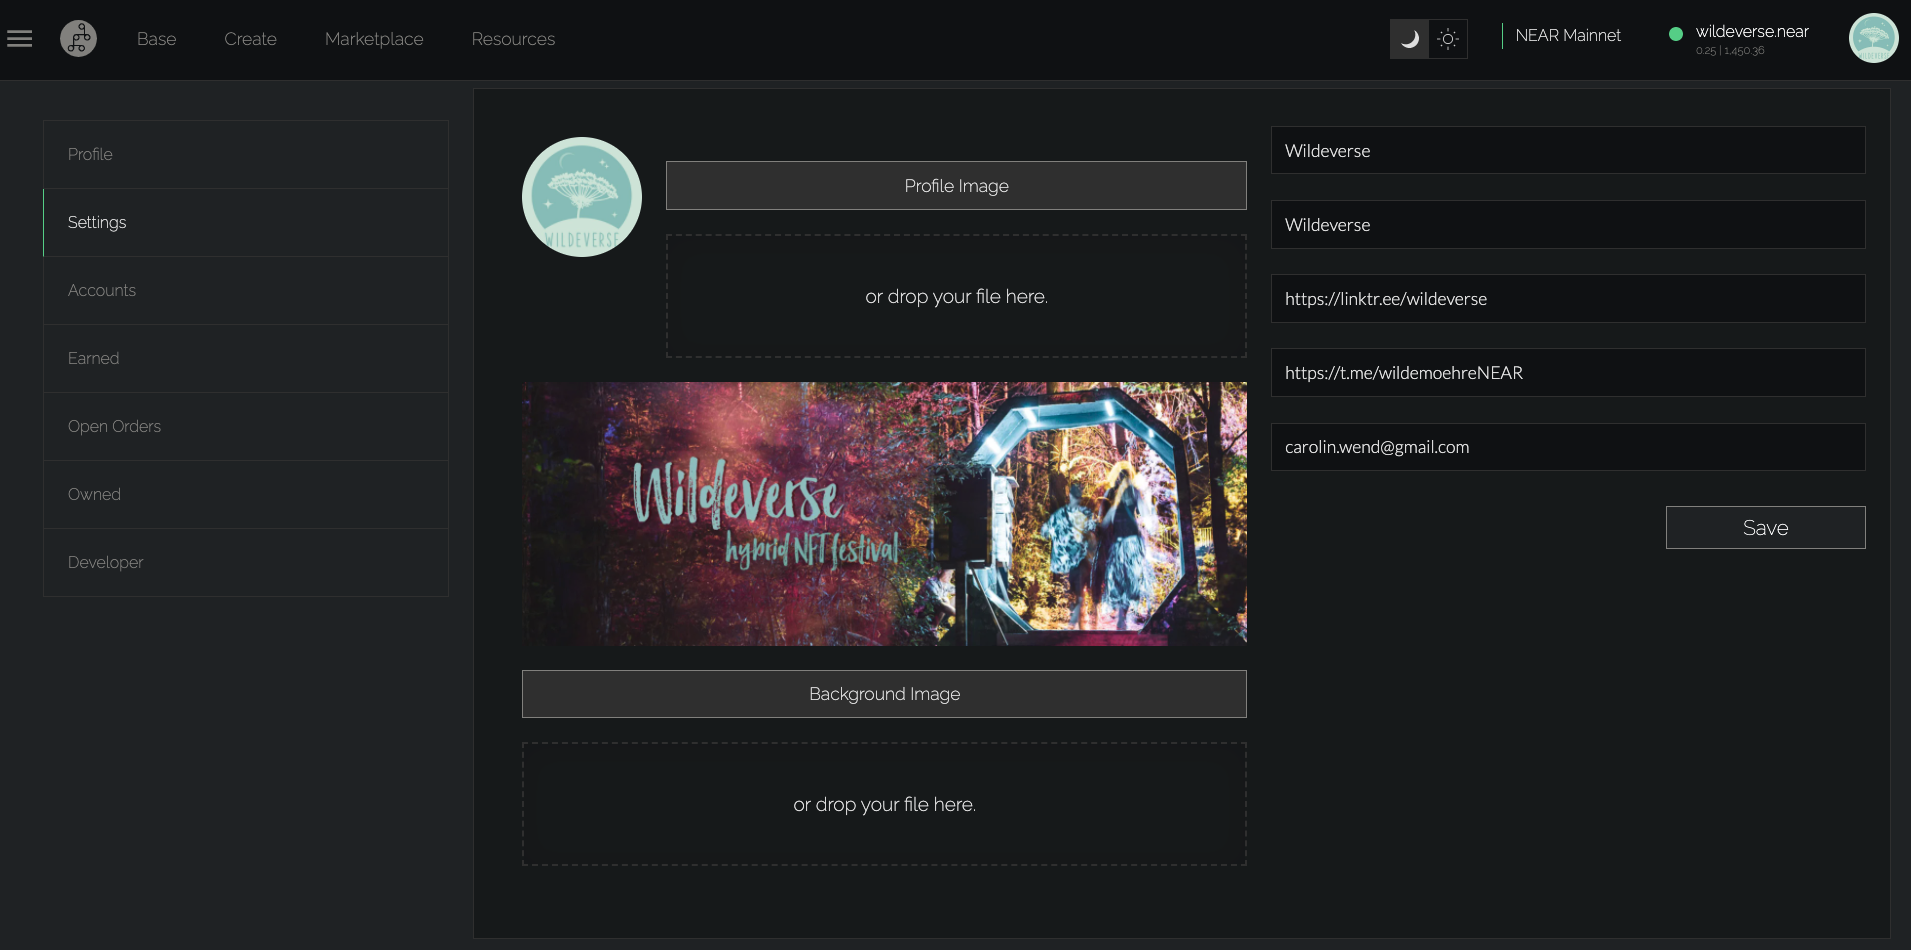 Base
Create
Marketplace
Resources
NEAR Mainnet
wildeverse.near
0.25 | 1,450.36
Profile
Settings
Accounts
Earned
Open Orders
Owned
Developer
WILDEVERSE
Profile Image
or drop your file here.
Wildeverse
hybrid NFT festival
Background Image
or drop your file here.
Wildeverse
Wildeverse
https://linktr.ee/wildeverse
https://t.me/wildemoehreNEAR
carolin.wend@gmail.com
Save